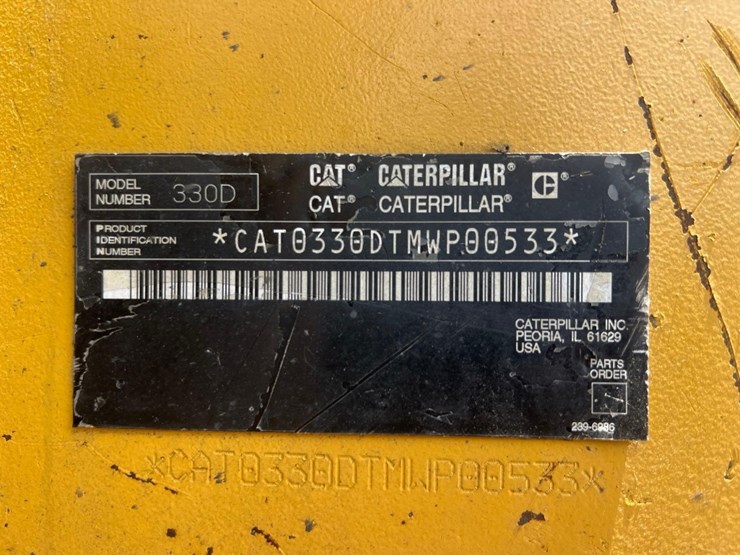 MODEL NUMBER 330D
CAT® CATERPILLAR®
CAT® CATERPILLAR®
PRODUCT IDENTIFICATION NUMBER *CAT0330DTMWP00533*
CATERPILLAR INC.
PEORIA, IL 61629
USA
PARTS
ORDER
239-6986
*CAT0330DTMWP00533*